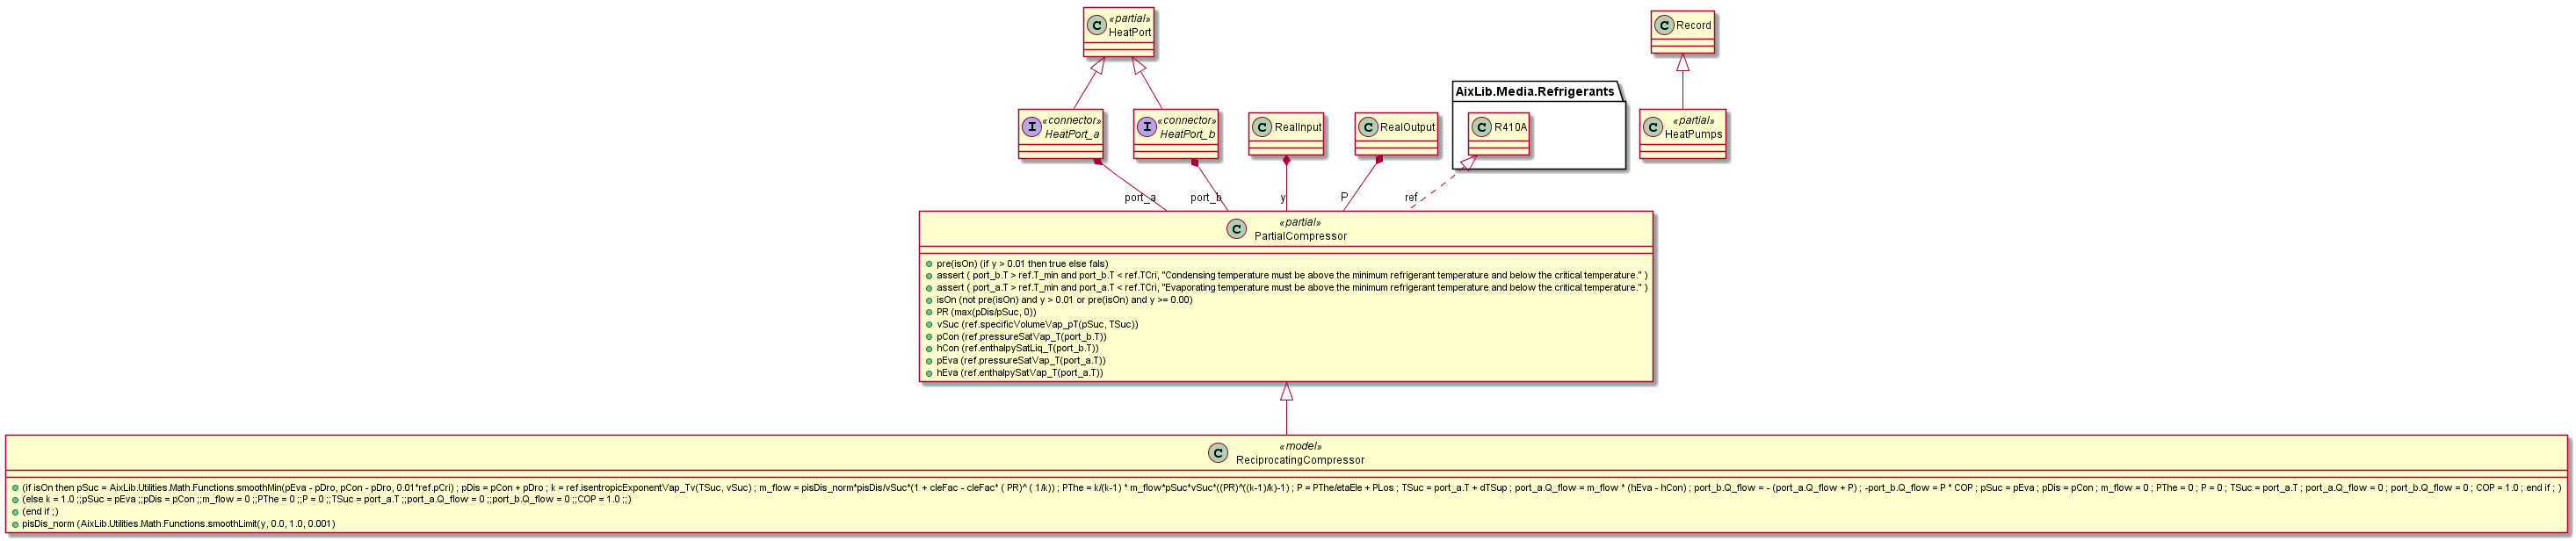 C «partial»
HeatPort
C Record
AixLib.Media.Refrigerants
I «connector»
HeatPort_a
I «connector»
HeatPort_b
C RealInput
C RealOutput
C R410A
C «partial»
HeatPumps
port_a
port_b
y
P
ref
C «partial»
PartialCompressor
pre(isOn) (if y > 0.01 then true else fals)
assert ( port_b.T > ref.T_min and port_b.T < ref.TCri, "Condensing temperature must be above the minimum refrigerant temperature and below the critical temperature." )
assert ( port_a.T > ref.T_min and port_a.T < ref.TCri, "Evaporating temperature must be above the minimum refrigerant temperature and below the critical temperature." )
isOn (not pre(isOn) and y > 0.01 or pre(isOn) and y >= 0.00)
PR (max(pDis/pSuc, 0))
vSuc (ref.specificVolumeVap_pT(pSuc, TSuc))
pCon (ref.pressureSatVap_T(port_b.T))
hCon (ref.enthalpySatLiq_T(port_b.T))
pEva (ref.pressureSatVap_T(port_a.T))
hEva (ref.enthalpySatVap_T(port_a.T))
C «model»
ReciprocatingCompressor
(if isOn then pSuc = AixLib.Utilities.Math.Functions.smoothMin(pEva - pDro, pCon - pDro, 0.01*ref.pCri) ; pDis = pCon + pDro ; k = ref.isentropicExponentVap_Tv(TSuc, vSuc) ; m_flow = pisDis_norm*pisDis/vSuc*(1 + cleFac - cleFac* ( PR)^ ( 1/k)) ; PThe = k/(k-1) * m_flow*pSuc*vSuc*((PR)^((k-1)/k)-1) ; P = PThe/etaEle + PLos ; TSuc = port_a.T + dTSup ; port_a.Q_flow = m_flow * (hEva - hCon) ; port_b.Q_flow = - (port_a.Q_flow + P) ; -port_b.Q_flow = P * COP ; pSuc = pEva ; pDis = pCon ; m_flow = 0 ; PThe = 0 ; P = 0 ; TSuc = port_a.T ; port_a.Q_flow = 0 ; port_b.Q_flow = 0 ; COP = 1.0 ; end if ; )
(else k = 1.0 ;;pSuc = pEva ;;pDis = pCon ;;m_flow = 0 ;;PThe = 0 ;;P = 0 ;;TSuc = port_a.T ;;port_a.Q_flow = 0 ;;port_b.Q_flow = 0 ;;COP = 1.0 ;;)
(end if ;)
pisDis_norm (AixLib.Utilities.Math.Functions.smoothLimit(y, 0.0, 1.0, 0.001)